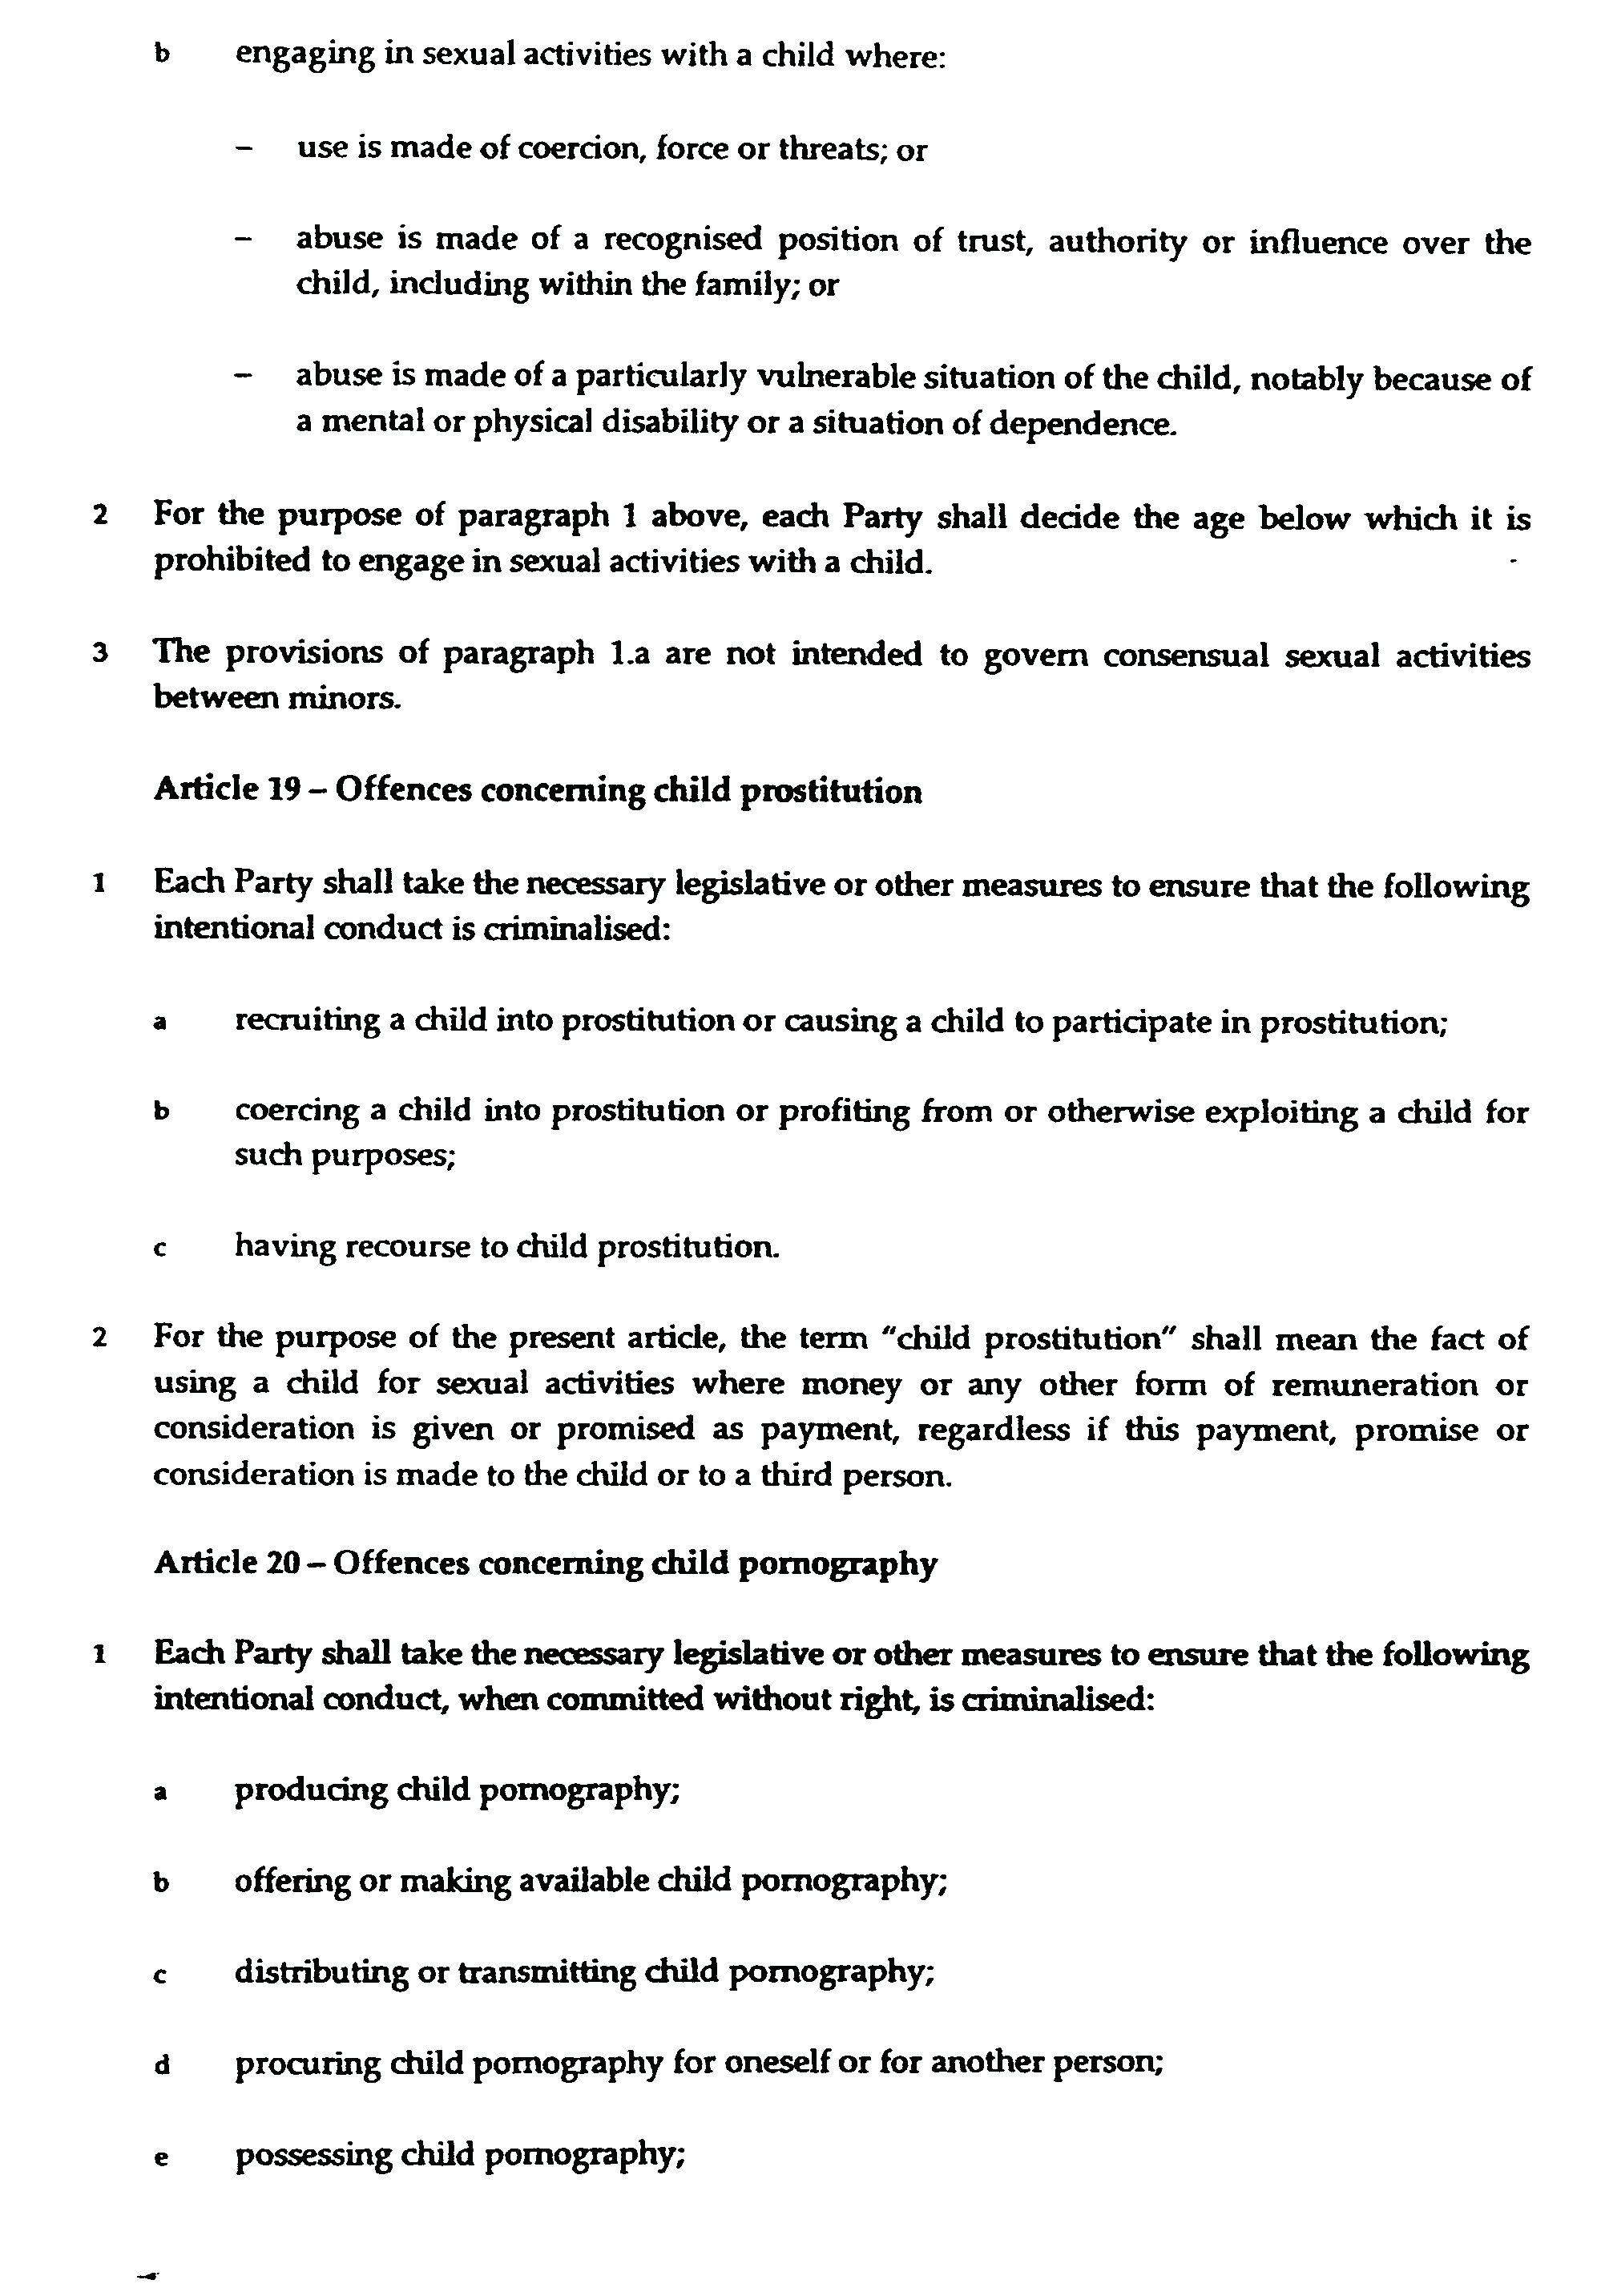 b engaging in sexual activities with a child where:
– use is made of coercion, force or threats; or
– abuse is made of a recognised position of trust, authority or influence over the
child, including within the family; or
– abuse is made of a particularly vulnerable situation of the child, notably because of
a mental or physical disability or a situation of dependence.
2 For the purpose of paragraph 1 above, each Party shall decide the age below which it is
prohibited to engage in sexual activities with a child.
3 The provisions of paragraph 1.a are not intended to govern consensual sexual activities
between minors.
Article 19 – Offences concerning child prostitution
1 Each Party shall take the necessary legislative or other measures to ensure that the following
intentional conduct is criminalised:
a recruiting a child into prostitution or causing a child to participate in prostitution;
b coercing a child into prostitution or profiting from or otherwise exploiting a child for
such purposes;
c having recourse to child prostitution.
2 For the purpose of the present article, the term "child prostitution" shall mean the fact of
using a child for sexual activities where money or any other form of remuneration or
consideration is given or promised as payment, regardless if this payment, promise or
consideration is made to the child or to a third person.
Article 20 – Offences concerning child pornography
1 Each Party shall take the necessary legislative or other measures to ensure that the following
intentional conduct, when committed without right, is criminalised:
a producing child pornography;
b offering or making available child pornography;
c distributing or transmitting child pornography;
d procuring child pornography for oneself or for another person;
e possessing child pornography;